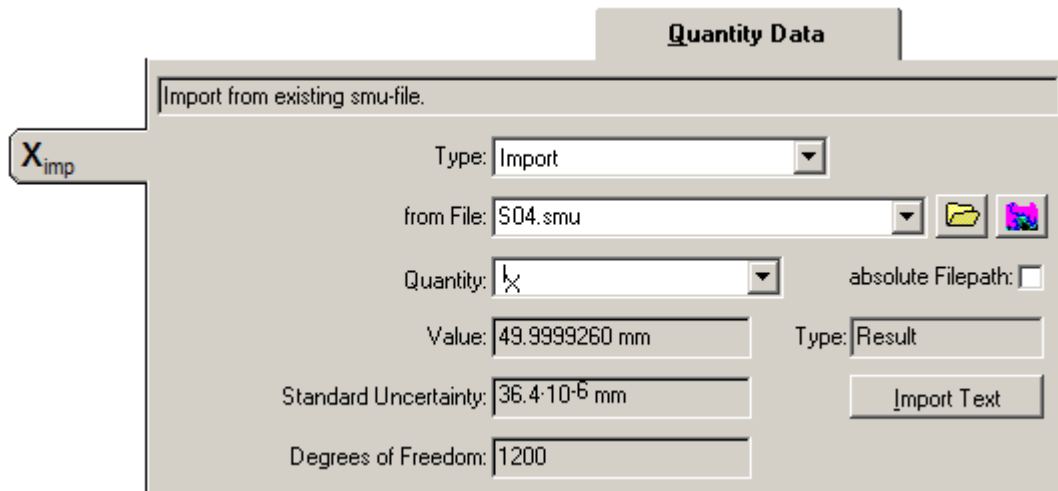 Quantity Data
Import from existing smu-file.
X_imp
Type: Import
from File: S04.smu
Quantity: l_X absolute Filepath:
Value: 49.9999260 mm Type: Result
Standard Uncertainty: 36.4·10⁻⁶ mm Import Text
Degrees of Freedom: 1200